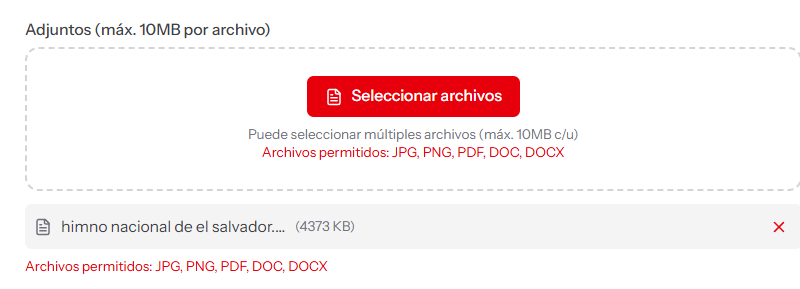 Adjuntos (máx. 10MB por archivo)
Seleccionar archivos
Puede seleccionar múltiples archivos (máx. 10MB c/u)
Archivos permitidos: JPG, PNG, PDF, DOC, DOCX
himno nacional de el salvador.... (4373 KB)
Archivos permitidos: JPG, PNG, PDF, DOC, DOCX